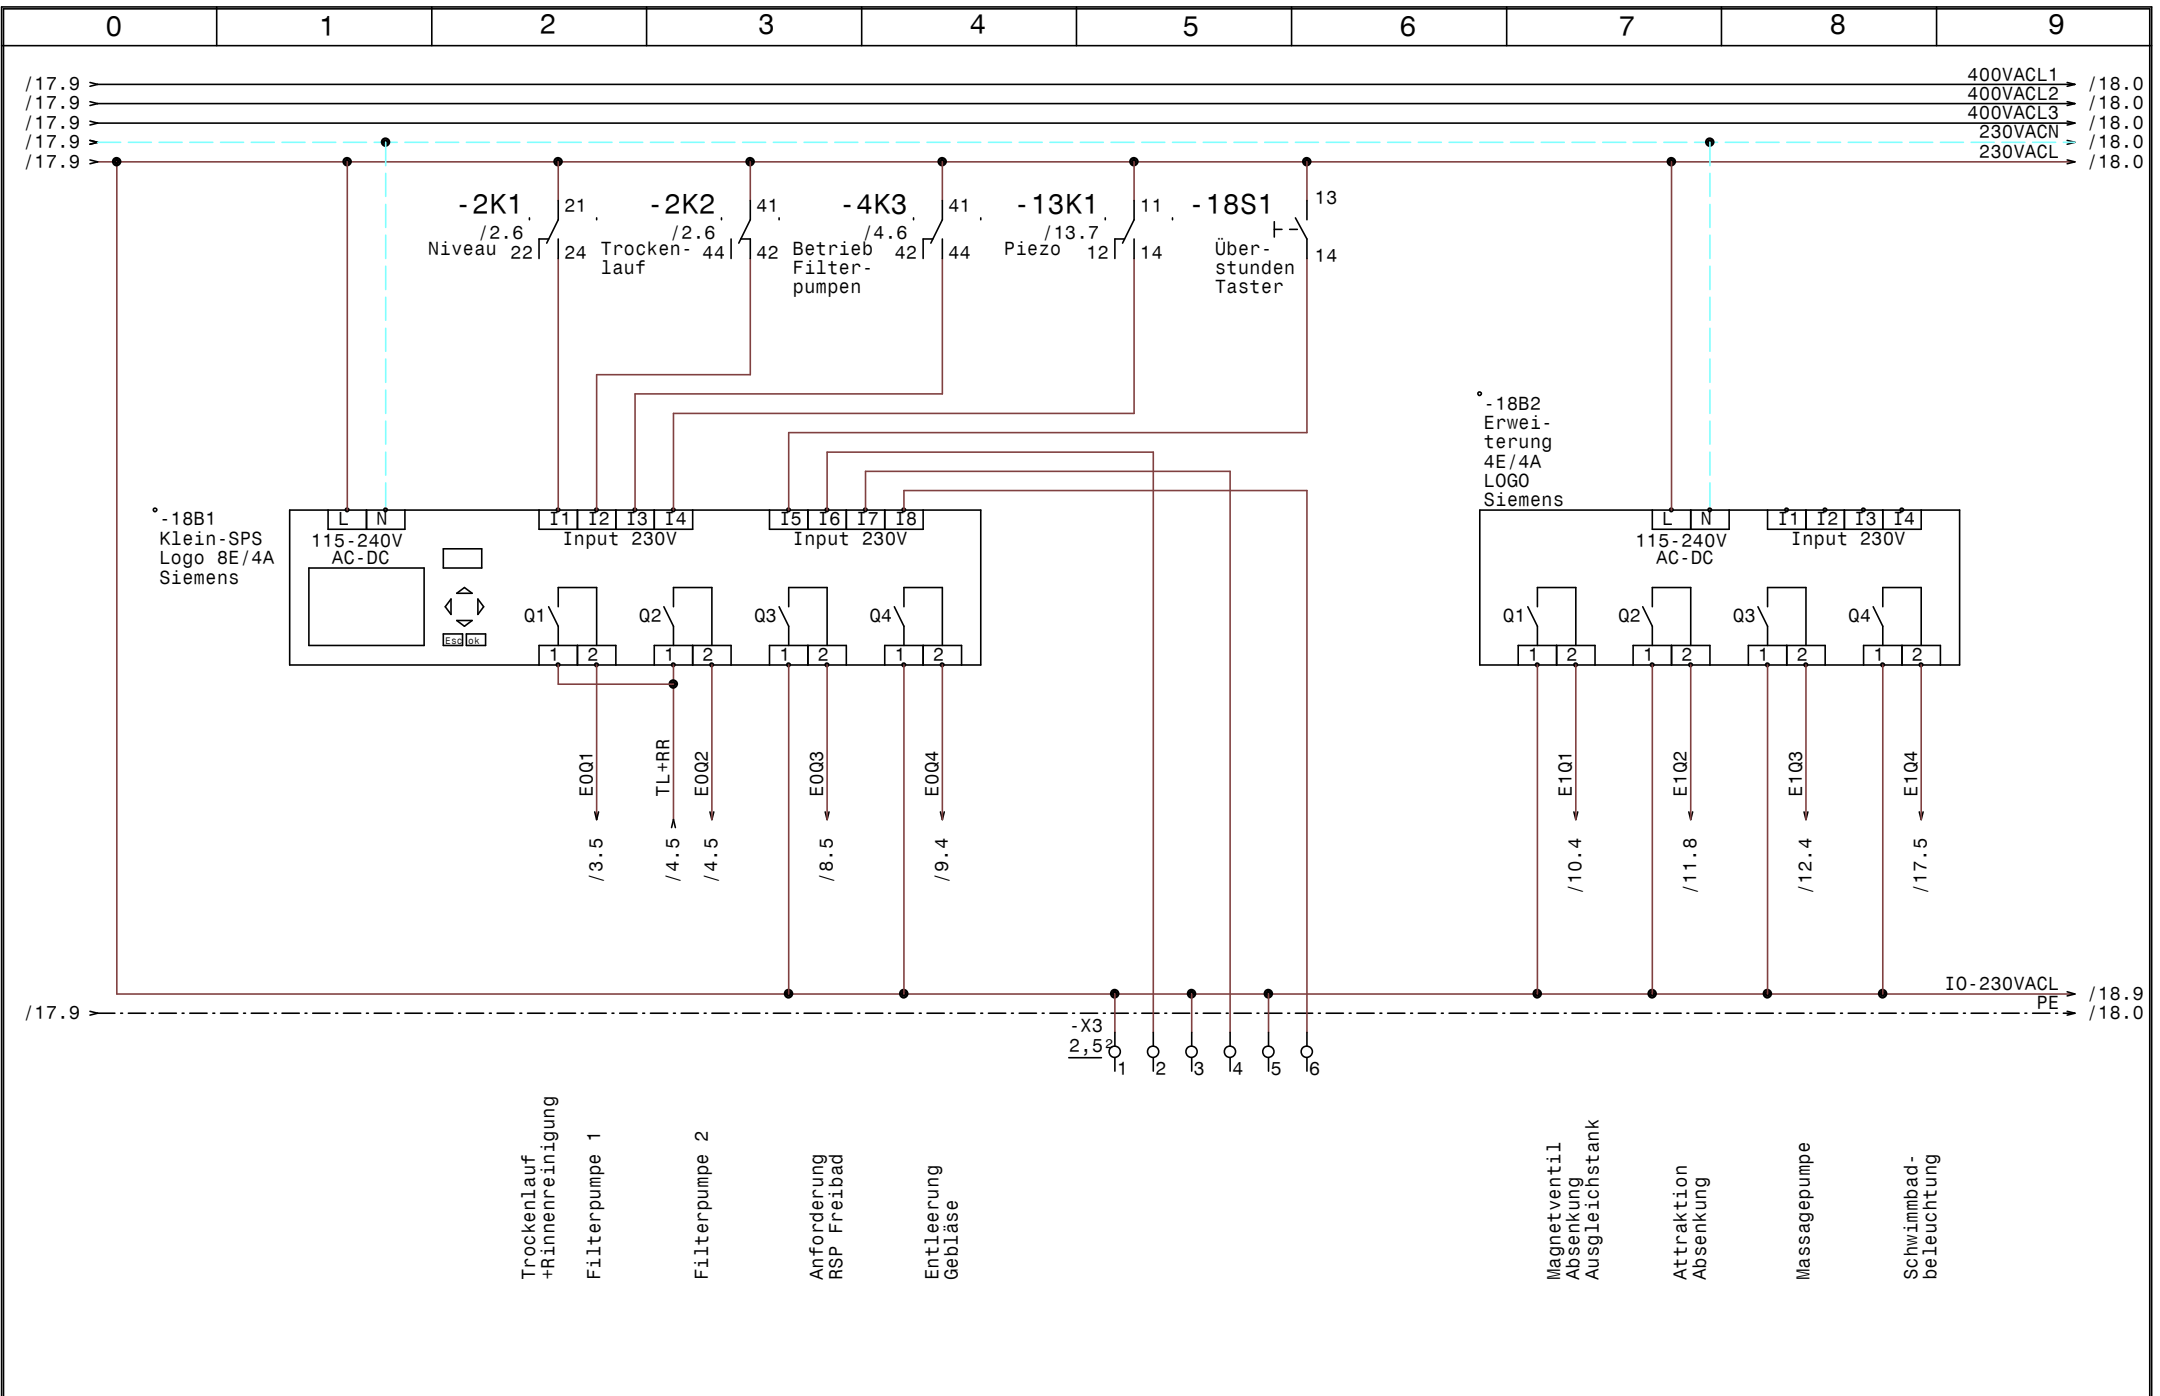 0 1 2 3 4 5 6 7 8 9
/17.9 400VACL1 /18.0
/17.9 400VACL2 /18.0
/17.9 400VACL3 /18.0
/17.9 230VACN /18.0
/17.9 230VACL /18.0
-2K1
/2.6
Niveau
21
22 24
-2K2
/2.6
Trocken-
lauf
41
44 42
-4K3
/4.6
Betrieb
Filter-
pumpen
41
42 44
-13K1
/13.7
Piezo
11
12 14
-18S1
Über-
stunden
Taster
13
14
-18B1
Klein-SPS
Logo 8E/4A
Siemens
L N
115-240V
AC-DC
Esc ok
I1 I2 I3 I4
Input 230V
I5 I6 I7 I8
Input 230V
Q1 Q2 Q3 Q4
1 2 1 2 1 2 1 2
-18B2
Erwei-
terung
4E/4A
LOGO
Siemens
L N
115-240V
AC-DC
I1 I2 I3 I4
Input 230V
Q1 Q2 Q3 Q4
1 2 1 2 1 2 1 2
E0Q1
/3.5
TL+RR
/4.5
E0Q2
/4.5
E0Q3
/8.5
E0Q4
/9.4
E1Q1
/10.4
E1Q2
/11.8
E1Q3
/12.4
E1Q4
/17.5
IO-230VACL /18.9
/17.9 PE /18.0
-X3
2,5²
1 2 3 4 5 6
Trockenlauf
+Rinnenreinigung
Filterpumpe 1
Filterpumpe 2
Anforderung
RSP Freibad
Entleerung
Gebläse
Magnetventil
Absenkung
Ausgleichstank
Attraktion
Absenkung
Massagepumpe
Schwimmbad-
beleuchtung